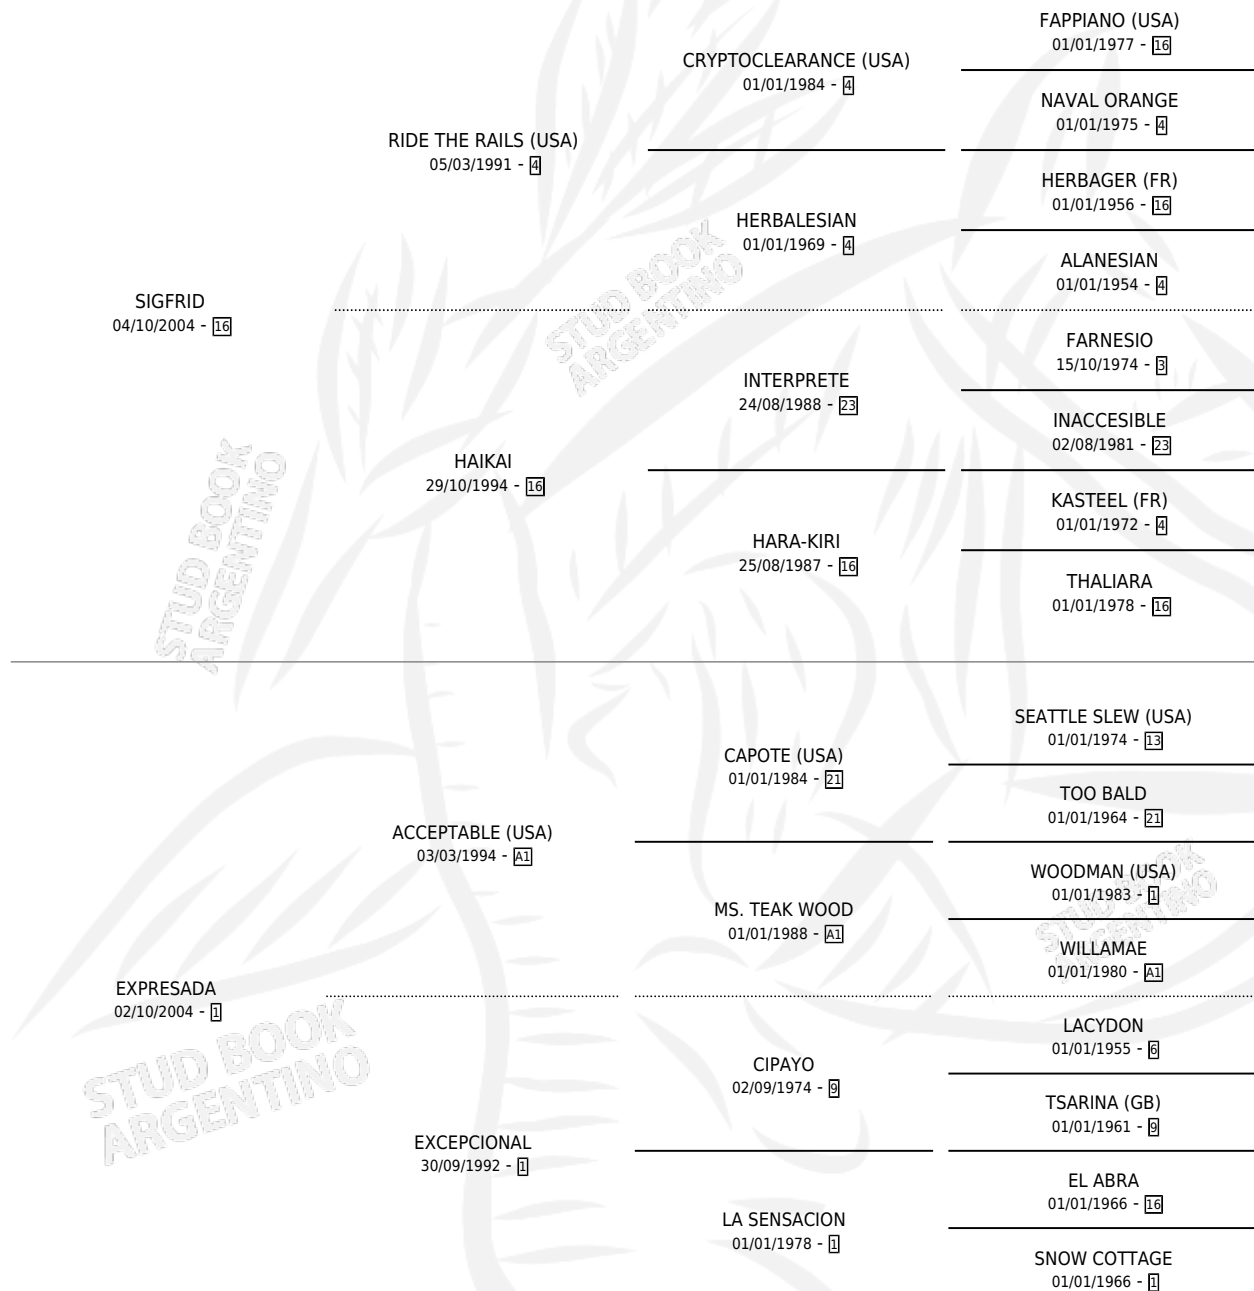 FAPPIANO (USA)
01/01/1977 - 16
CRYPTOCLEARANCE (USA)
01/01/1984 - 4
NAVAL ORANGE
01/01/1975 - 4
RIDE THE RAILS (USA)
05/03/1991 - 4
HERBAGER (FR)
01/01/1956 - 16
HERBALESIAN
01/01/1969 - 4
ALANESIAN
01/01/1954 - 4
SIGFRID
04/10/2004 - 16
FARNESIO
15/10/1974 - 3
INTERPRETE
24/08/1988 - 23
INACCESIBLE
02/08/1981 - 23
HAIKAI
29/10/1994 - 16
KASTEEL (FR)
01/01/1972 - 4
HARA-KIRI
25/08/1987 - 16
THALIARA
01/01/1978 - 16
SEATTLE SLEW (USA)
01/01/1974 - 13
CAPOTE (USA)
01/01/1984 - 21
TOO BALD
01/01/1964 - 21
ACCEPTABLE (USA)
03/03/1994 - A1
WOODMAN (USA)
01/01/1983 - 1
MS. TEAK WOOD
01/01/1988 - A1
WILLAMAE
01/01/1980 - A1
EXPRESADA
02/10/2004 - 1
LACYDON
01/01/1955 - 6
CIPAYO
02/09/1974 - 9
TSARINA (GB)
01/01/1961 - 9
EXCEPCIONAL
30/09/1992 - 1
EL ABRA
01/01/1966 - 16
LA SENSACION
01/01/1978 - 1
SNOW COTTAGE
01/01/1966 - 1
STUD BOOK
ARGENTINO
STUD BOOK
ARGENTINO
STUD BOOK
ARGENTINO
STUD BOOK
ARGENTINO